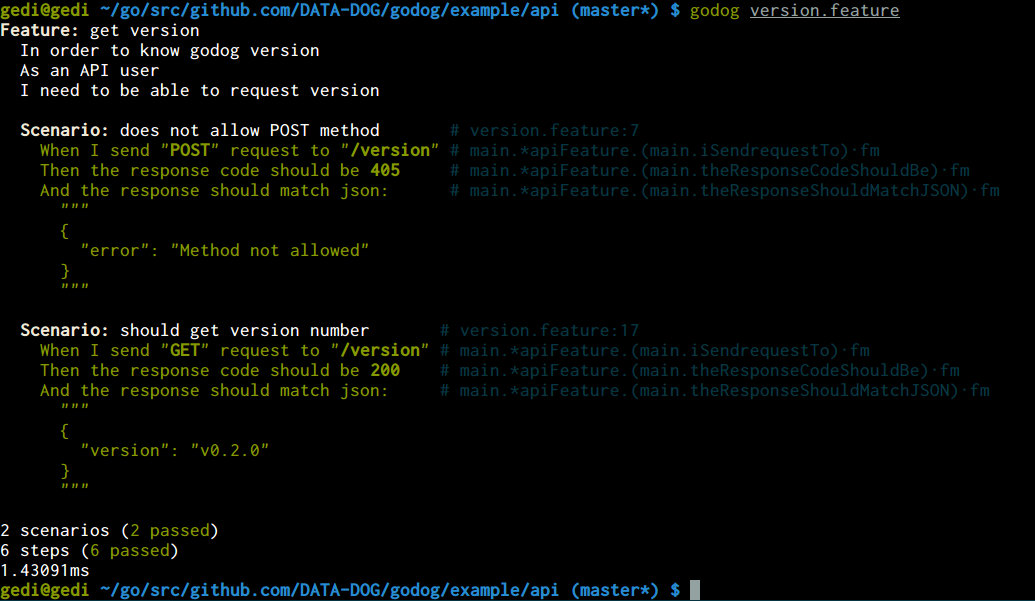 gedi@gedi ~/go/src/github.com/DATA-DOG/godog/example/api (master*) $ godog version.feature
Feature: get version
  In order to know godog version
  As an API user
  I need to be able to request version

  Scenario: does not allow POST method       # version.feature:7
    When I send "POST" request to "/version" # main.*apiFeature.(main.iSendrequestTo)·fm
    Then the response code should be 405     # main.*apiFeature.(main.theResponseCodeShouldBe)·fm
    And the response should match json:      # main.*apiFeature.(main.theResponseShouldMatchJSON)·fm
      """
      {
        "error": "Method not allowed"
      }
      """

  Scenario: should get version number       # version.feature:17
    When I send "GET" request to "/version" # main.*apiFeature.(main.iSendrequestTo)·fm
    Then the response code should be 200    # main.*apiFeature.(main.theResponseCodeShouldBe)·fm
    And the response should match json:     # main.*apiFeature.(main.theResponseShouldMatchJSON)·fm
      """
      {
        "version": "v0.2.0"
      }
      """

2 scenarios (2 passed)
6 steps (6 passed)
1.43091ms
gedi@gedi ~/go/src/github.com/DATA-DOG/godog/example/api (master*) $